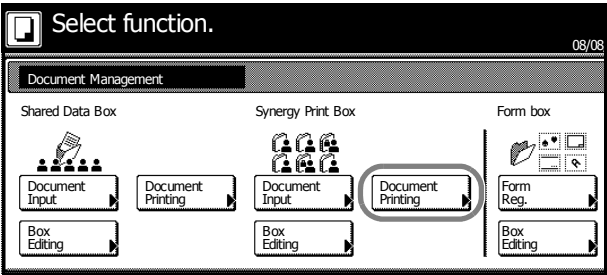 Select function.
08/08
Document Management
Shared Data Box
Synergy Print Box
Form box
Document
Input
Document
Printing
Document
Input
Document
Printing
Form
Reg.
Box
Editing
Box
Editing
Box
Editing